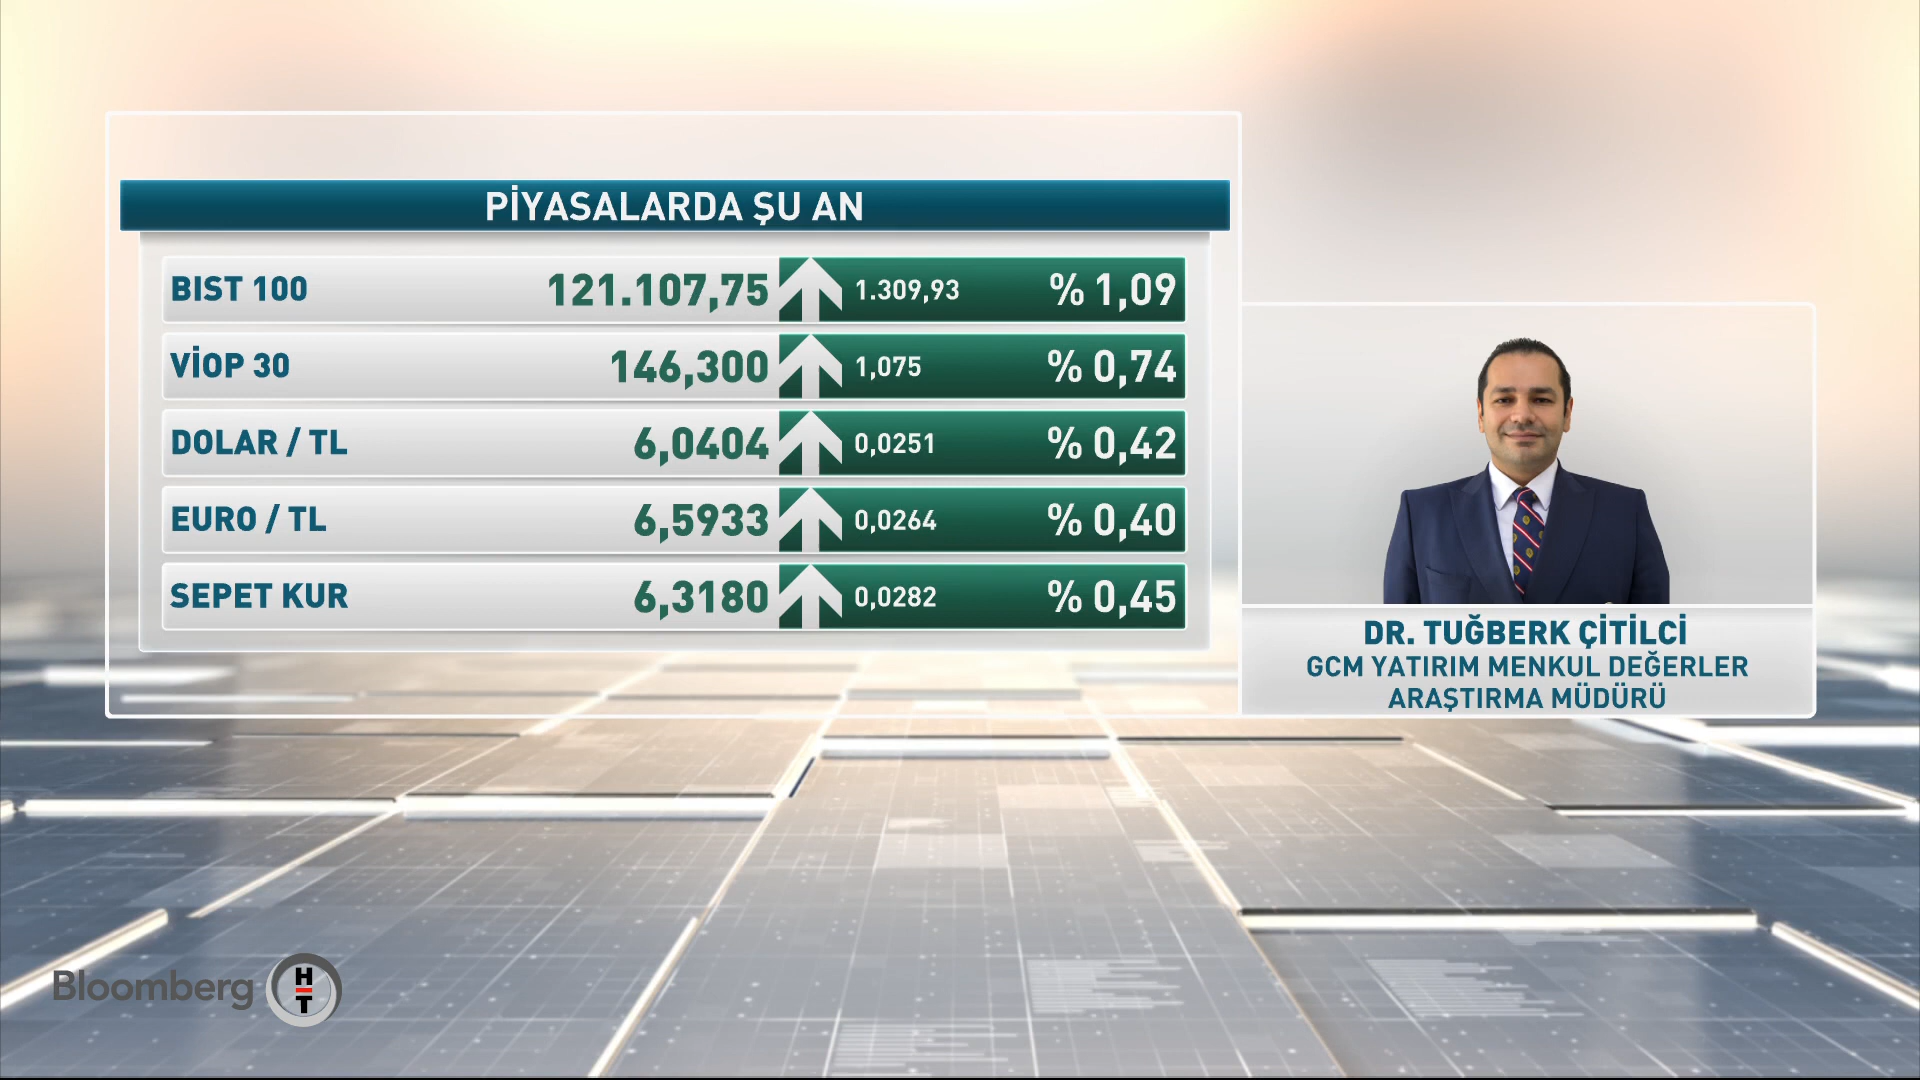 PİYASALARDA ŞU AN
BIST 100 121.107,75 1.309,93 % 1,09
VİOP 30 146,300 1,075 % 0,74
DOLAR / TL 6,0404 0,0251 % 0,42
EURO / TL 6,5933 0,0264 % 0,40
SEPET KUR 6,3180 0,0282 % 0,45
DR. TUĞBERK ÇİTİLCİ
GCM YATIRIM MENKUL DEĞERLER
ARAŞTIRMA MÜDÜRÜ
Bloomberg HT